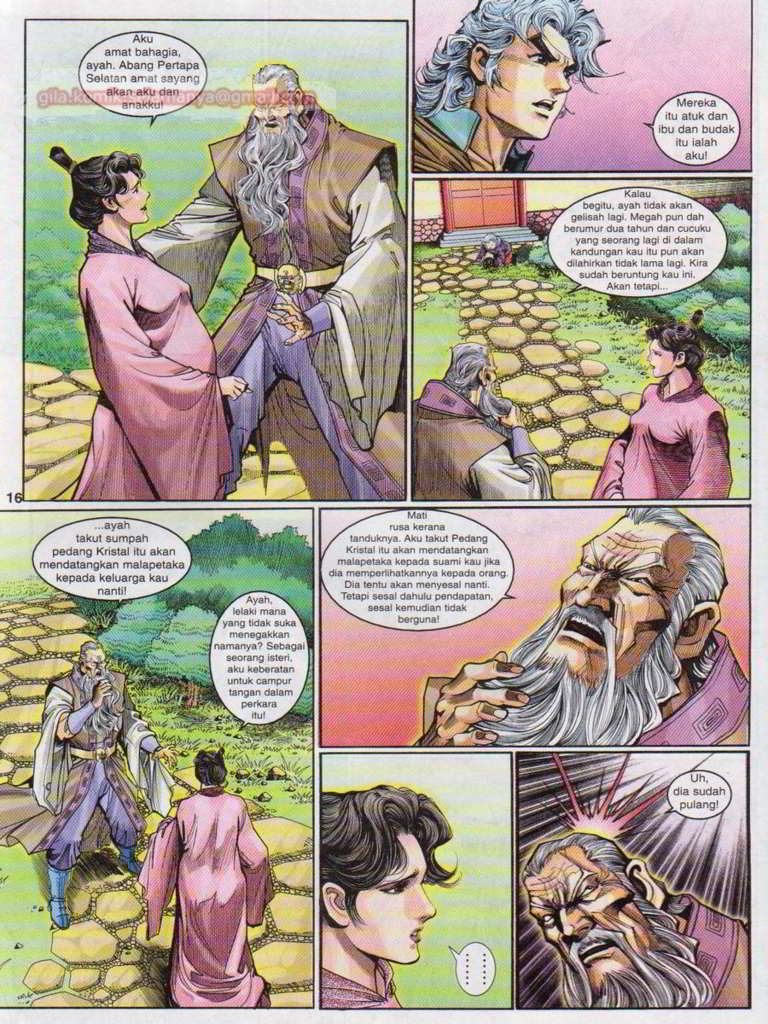 Aku
amat bahagia,
ayah. Abang Pertapa
Selatan amat sayang
akan aku dan
anakku!
Mereka
itu atuk dan
ibu dan budak
itu ialah
aku!
Kalau
begitu, ayah tidak akan
gelisah lagi. Megah pun dah
berumur dua tahun dan cucuku
yang seorang lagi di dalam
kandungan kau itu pun akan
dilahirkan tidak lama lagi. Kira
sudah beruntung kau ini.
Akan tetapi...
16
...ayah
takut sumpah
pedang Kristal itu akan
mendatangkan malapetaka
kepada keluarga kau
nanti!
Ayah,
lelaki mana
yang tidak suka
menegakkan
namanya? Sebagai
seorang isteri,
aku keberatan
untuk campur
tangan dalam
perkara
itu!
Mati
rusa kerana
tanduknya. Aku takut Pedang
Kristal itu akan mendatangkan
malapetaka kepada suami kau jika
dia memperlihatkannya kepada orang.
Dia tentu akan menyesal nanti.
Tetapi sesal dahulu pendapatan,
sesal kemudian tidak
berguna!
Uh,
dia sudah
pulang!